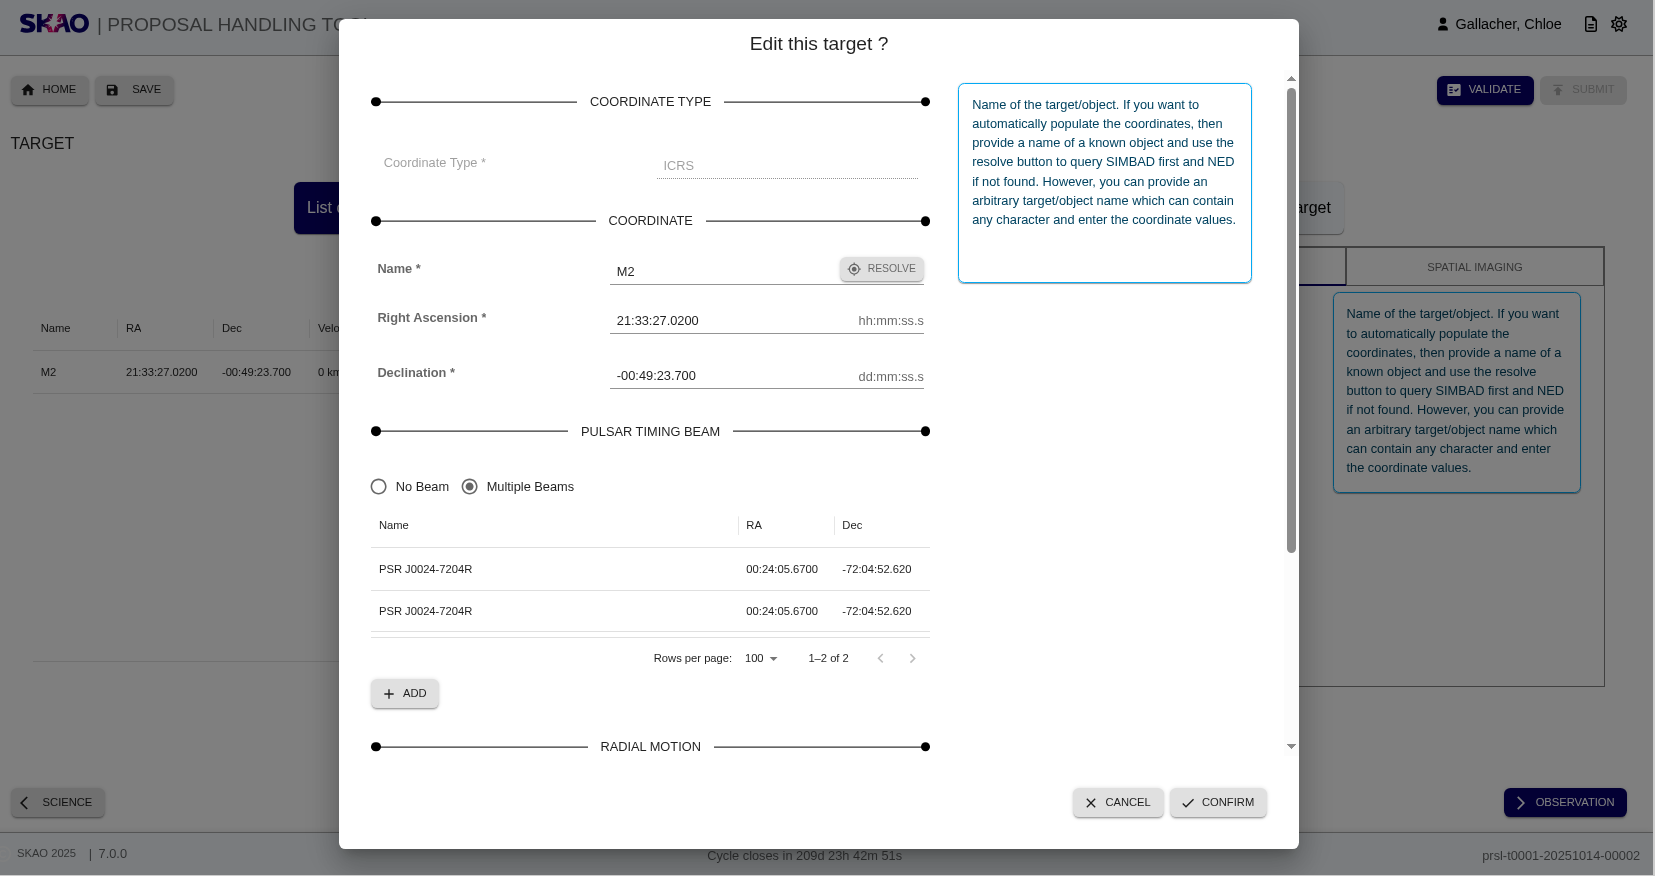 SKAO | PROPOSAL HANDLING TOOL
Gallacher, Chloe
HOME
SAVE
VALIDATE
SUBMIT
TARGET
List
arget
SPATIAL IMAGING
Name
RA
Dec
Velo
M2
21:33:27.0200
-00:49:23.700
0 km
Name of the target/object. If you want
to automatically populate the
coordinates, then provide a name of a
known object and use the resolve
button to query SIMBAD first and NED
if not found. However, you can provide
an arbitrary target/object name which
can contain any character and enter
the coordinate values.
Edit this target ?
COORDINATE TYPE
Coordinate Type *
ICRS
COORDINATE
Name *
M2
RESOLVE
Right Ascension *
21:33:27.0200
hh:mm:ss.s
Declination *
-00:49:23.700
dd:mm:ss.s
PULSAR TIMING BEAM
No Beam
Multiple Beams
Name
RA
Dec
PSR J0024-7204R
00:24:05.6700
-72:04:52.620
PSR J0024-7204R
00:24:05.6700
-72:04:52.620
Rows per page:
100
1–2 of 2
ADD
RADIAL MOTION
Name of the target/object. If you want to
automatically populate the coordinates, then
provide a name of a known object and use the
resolve button to query SIMBAD first and NED
if not found. However, you can provide an
arbitrary target/object name which can contain
any character and enter the coordinate values.
CANCEL
CONFIRM
SCIENCE
OBSERVATION
SKAO 2025 | 7.0.0
Cycle closes in 209d 23h 42m 51s
prsl-t0001-20251014-00002